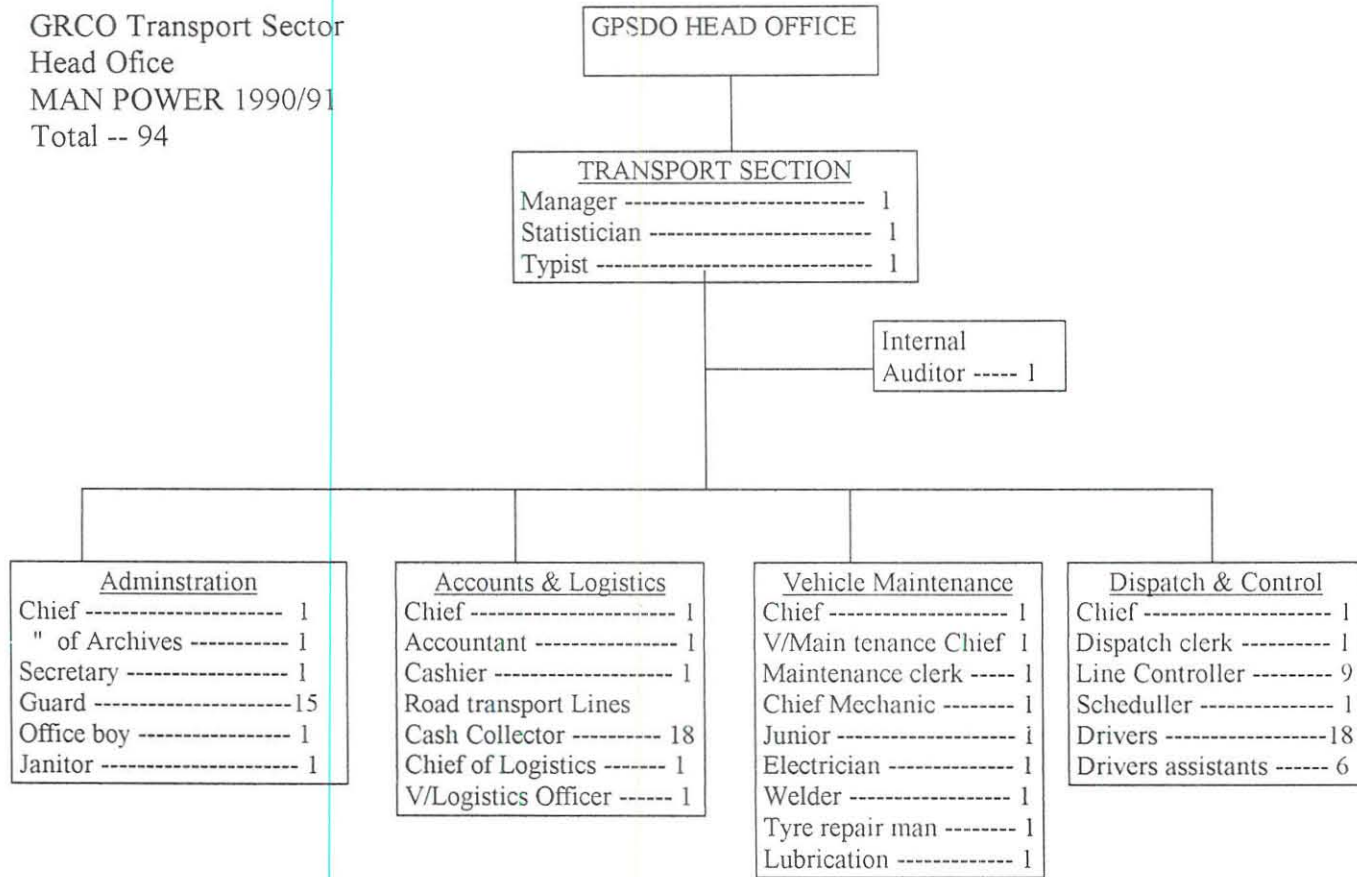 GRCO Transport Sector
Head Ofice
MAN POWER 1990/91
Total -- 94
GPSDO HEAD OFFICE
TRANSPORT SECTION
Manager ------------------------- 1
Statistician ----------------------- 1
Typist ----------------------------- 1
Internal
Auditor ----- 1
Adminstration
Chief --------------------- 1
" of Archives ---------- 1
Secretary ---------------- 1
Guard ---------------------15
Office boy --------------- 1
Janitor --------------------- 1
Accounts & Logistics
Chief --------------------- 1
Accountant -------------- 1
Cashier ------------------- 1
Road transport Lines
Cash Collector ---------- 18
Chief of Logistics ------- 1
V/Logistics Officer ------ 1
Vehicle Maintenance
Chief --------------------- 1
V/Main tenance Chief 1
Maintenance clerk ----- 1
Chief Mechanic -------- 1
Junior -------------------- i
Electrician --------------- 1
Welder ------------------- 1
Tyre repair man -------- 1
Lubrication ------------- 1
Dispatch & Control
Chief --------------------- 1
Dispatch clerk ---------- 1
Line Controller --------- 9
Scheduller --------------- 1
Drivers -------------------18
Drivers assistants ------ 6